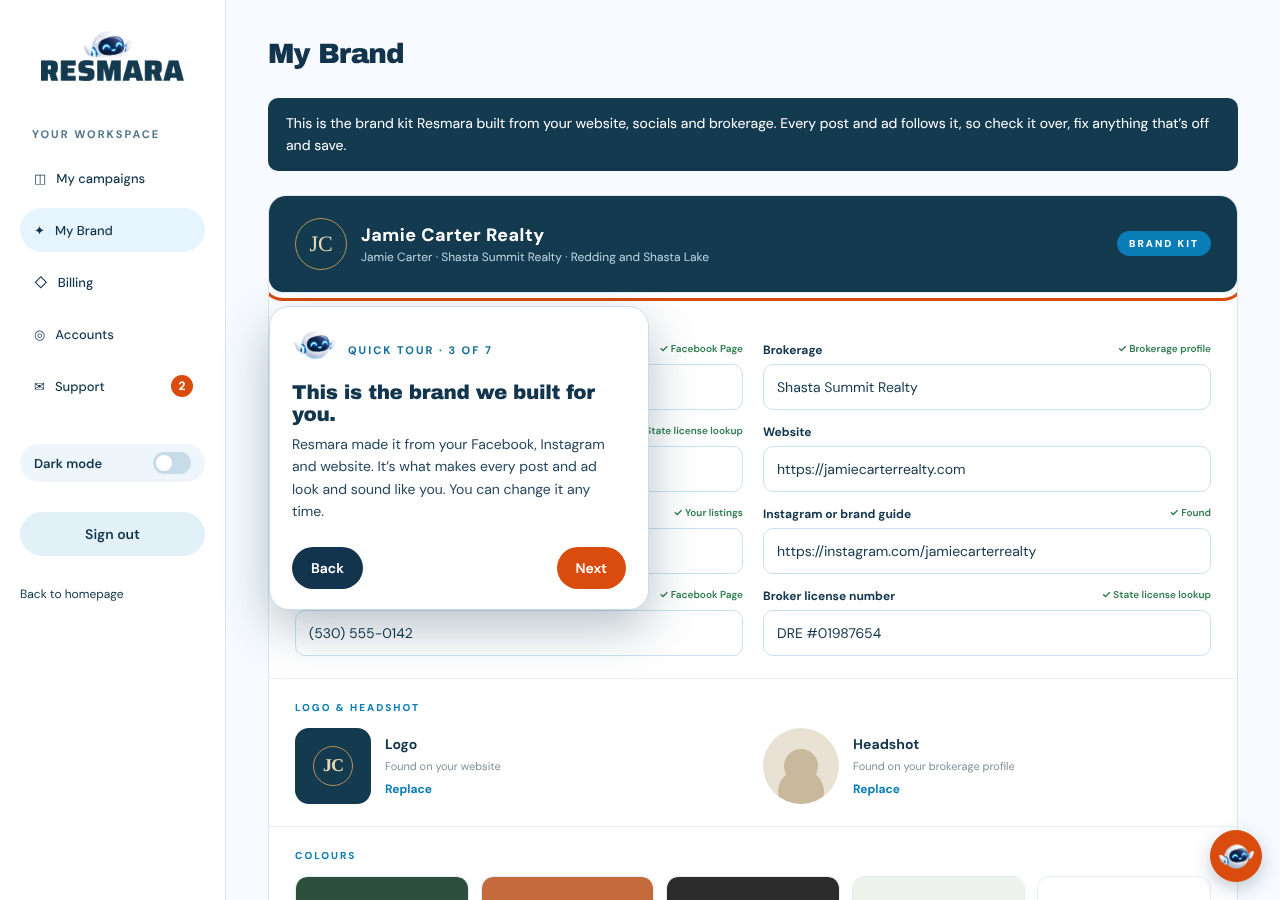 RESMARA
YOUR WORKSPACE
My campaigns
My Brand
Billing
Accounts
Support
2
Dark mode
Sign out
Back to homepage
My Brand
This is the brand kit Resmara built from your website, socials and brokerage. Every post and ad follows it, so check it over, fix anything that's off
and save.
JC
Jamie Carter Realty
Jamie Carter · Shasta Summit Realty · Redding and Shasta Lake
BRAND KIT
QUICK TOUR · 3 OF 7
This is the brand we built for
you.
Resmara made it from your Facebook, Instagram
and website. It's what makes every post and ad
look and sound like you. You can change it any
time.
Back
Next
✓ Facebook Page
Brokerage
✓ Brokerage profile
Shasta Summit Realty
State license lookup
Website
https://jamiecarterrealty.com
✓ Your listings
Instagram or brand guide
✓ Found
https://instagram.com/jamiecarterrealty
✓ Facebook Page
Broker license number
✓ State license lookup
(530) 555-0142
DRE #01987654
LOGO & HEADSHOT
JC
Logo
Found on your website
Replace
Headshot
Found on your brokerage profile
Replace
COLOURS